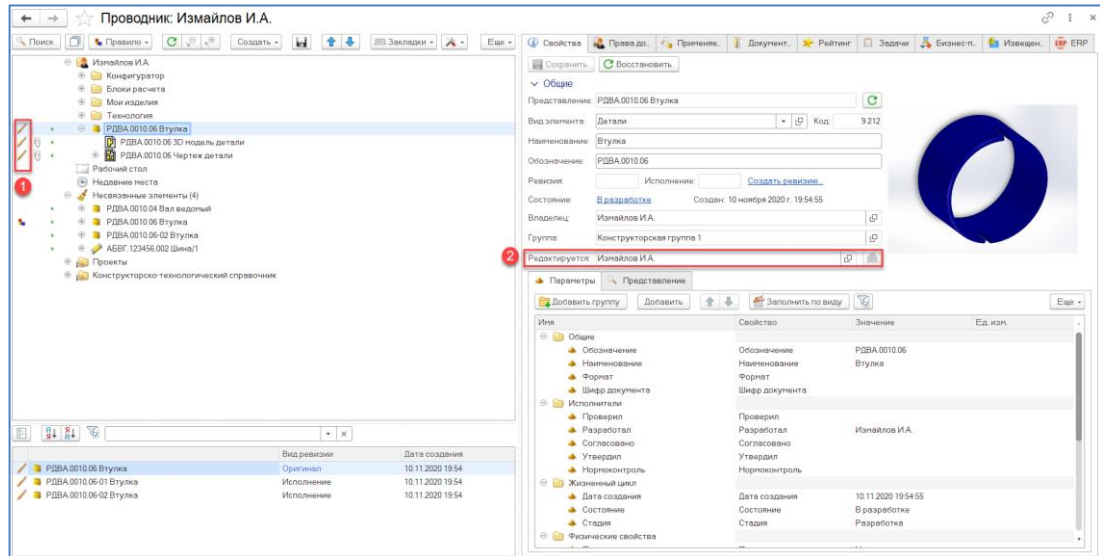 Проводник: Измайлов И.А.
Поиск Правило Создать Закладки Еще
Измайлов И.А.
Конфигуратор
Блоки расчета
Мои изделия
Технология
РДВА.0010.06 Втулка
РДВА.0010.06 3D модель детали
РДВА.0010.06 Чертеж детали
Рабочий стол
1
Недавние места
Несвязанные элементы (4)
РДВА.0010.04 Вал ведомый
РДВА.0010.06 Втулка
РДВА.0010.06-02 Втулка
АБВГ.123456.002 Шина/1
Проекты
Конструкторско-технологический справочник
Вид ревизии Дата создания
РДВА.0010.06 Втулка Оригинал 10.11.2020 19:54
РДВА.0010.06-01 Втулка Исполнение 10.11.2020 19:54
РДВА.0010.06-02 Втулка Исполнение 10.11.2020 19:54
Свойства Права до.. Применяе.. Документ.. Рейтинг Задачи Бизнес-п.. Извещен.. ERP
Сохранить Восстановить
Общие
Представление: РДВА.0010.06 Втулка
Вид элемента: Детали Код: 9 212
Наименование: Втулка
Обозначение: РДВА.0010.06
Ревизия: Исполнение: Создать ревизию...
Состояние: В разработке Создан: 10 ноября 2020 г. 19:54:55
Владелец: Измайлов И.А.
Группа: Конструкторская группа 1
2 Редактируется: Измайлов И.А.
Параметры Представление
Добавить группу Добавить Заполнить по виду Еще
Имя Свойство Значение Ед. изм.
Общие
Обозначение Обозначение РДВА.0010.06
Наименование Наименование Втулка
Формат Формат
Шифр документа Шифр документа
Исполнители
Проверил Проверил
Разработал Разработал Измайлов И.А.
Согласовано Согласовано
Утвердил Утвердил
Нормоконтроль Нормоконтроль
Жизненный цикл
Дата создания Дата создания 10.11.2020 19:54:55
Состояние Состояние В разработке
Стадия Стадия Разработка
Физические свойства